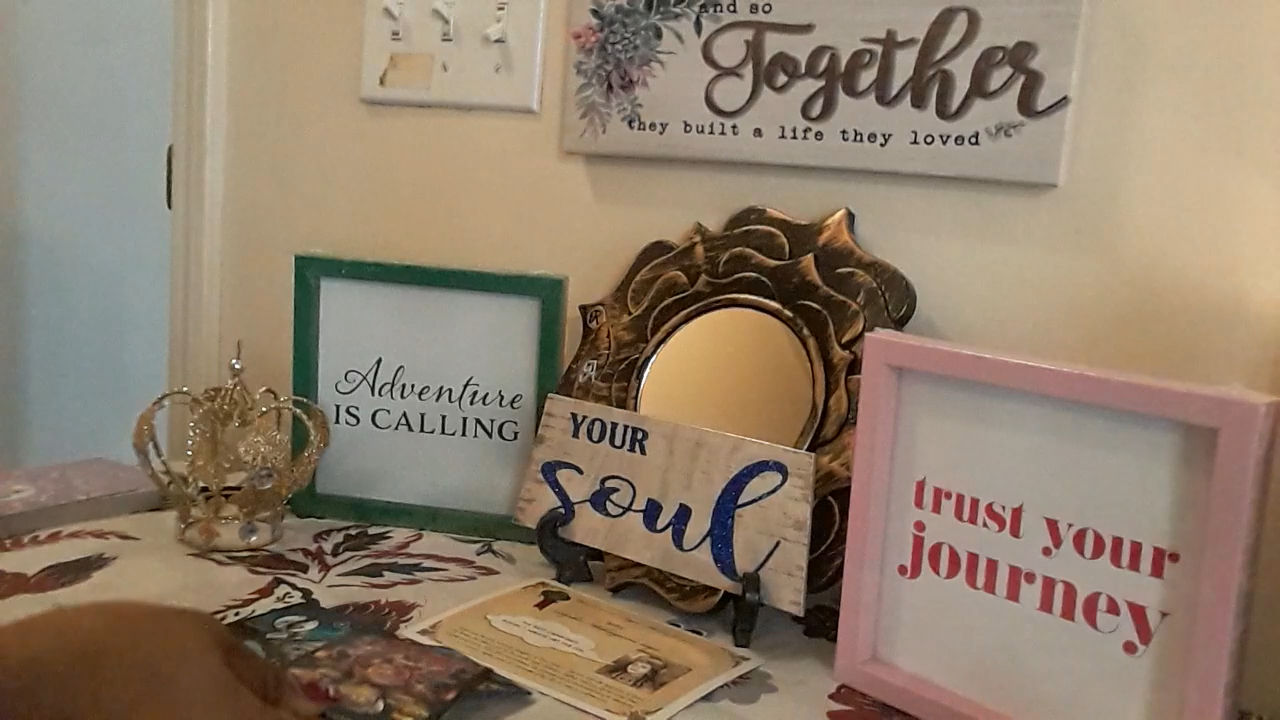 and so
Together
they built a life they loved
Adventure
IS CALLING
YOUR
soul
trust your
journey